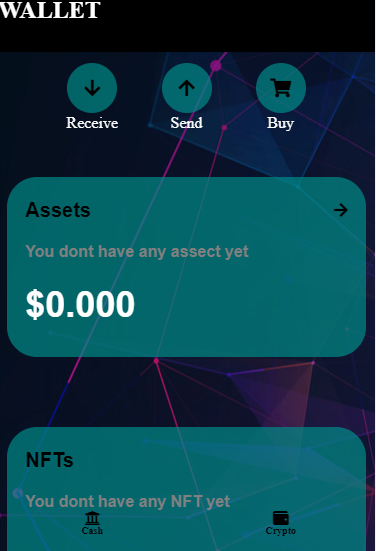 WALLET
Receive Send Buy
Assets
You dont have any assect yet
$0.000
NFTs
You dont have any NFT yet
Cash Crypto